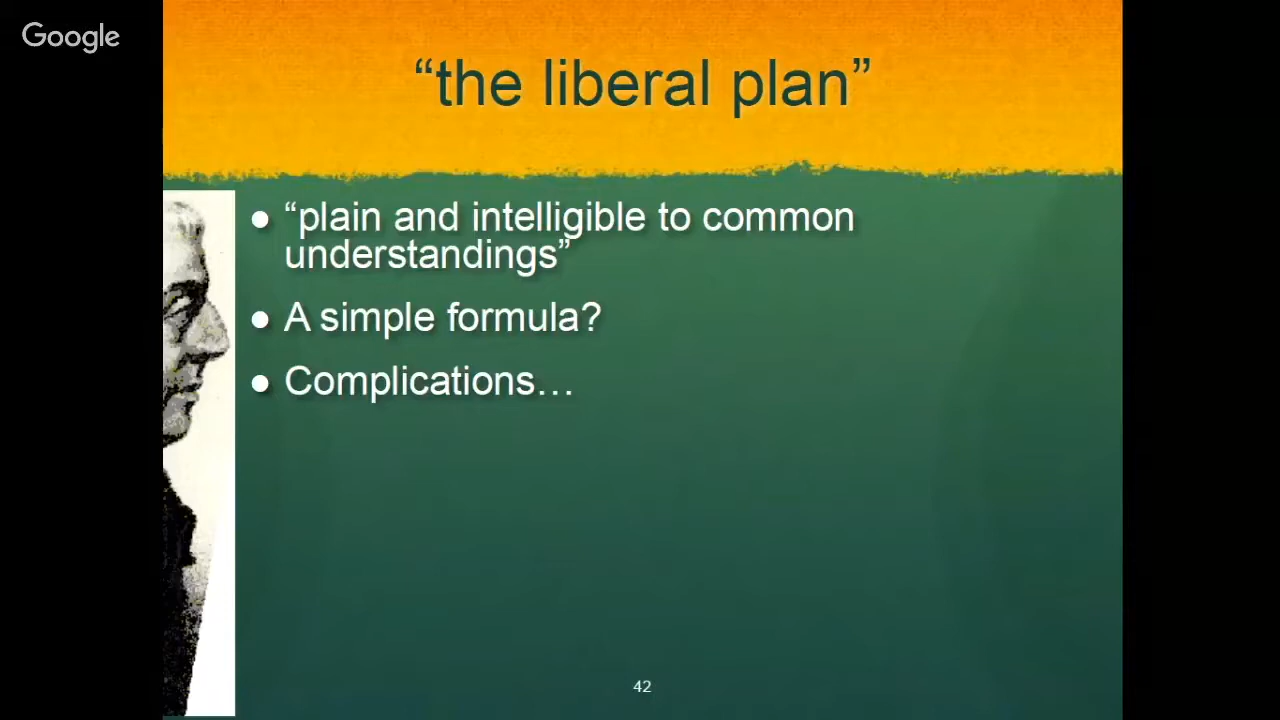 Google
“the liberal plan”
● “plain and intelligible to common
understandings”
● A simple formula?
● Complications…
42